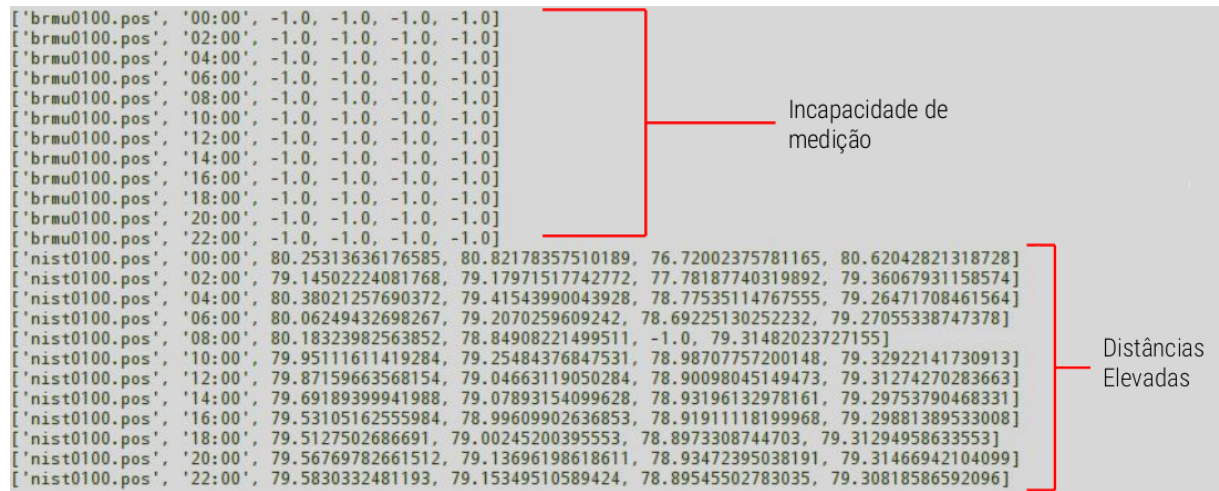 ['brmu0100.pos', '00:00', -1.0, -1.0, -1.0, -1.0]
['brmu0100.pos', '02:00', -1.0, -1.0, -1.0, -1.0]
['brmu0100.pos', '04:00', -1.0, -1.0, -1.0, -1.0]
['brmu0100.pos', '06:00', -1.0, -1.0, -1.0, -1.0]
['brmu0100.pos', '08:00', -1.0, -1.0, -1.0, -1.0]
['brmu0100.pos', '10:00', -1.0, -1.0, -1.0, -1.0]
['brmu0100.pos', '12:00', -1.0, -1.0, -1.0, -1.0]
['brmu0100.pos', '14:00', -1.0, -1.0, -1.0, -1.0]
['brmu0100.pos', '16:00', -1.0, -1.0, -1.0, -1.0]
['brmu0100.pos', '18:00', -1.0, -1.0, -1.0, -1.0]
['brmu0100.pos', '20:00', -1.0, -1.0, -1.0, -1.0]
['brmu0100.pos', '22:00', -1.0, -1.0, -1.0, -1.0]
Incapacidade de
medição
['nist0100.pos', '00:00', 80.25313636176585, 80.82178357510189, 76.72002375781165, 80.62042821318728]
['nist0100.pos', '02:00', 79.14502224081768, 79.17971517742772, 77.78187740319892, 79.36067931158574]
['nist0100.pos', '04:00', 80.38021257690372, 79.41543990043928, 78.77535114767555, 79.26471708461564]
['nist0100.pos', '06:00', 80.06249432698267, 79.2070259609242, 78.69225130252232, 79.27055338747378]
['nist0100.pos', '08:00', 80.18323982563852, 78.84908221499511, -1.0, 79.31482023727155]
['nist0100.pos', '10:00', 79.95111611419284, 79.25484376847531, 78.98707757200148, 79.32922141730913]
['nist0100.pos', '12:00', 79.87159663568154, 79.04663119050284, 78.90098045149473, 79.31274270283663]
['nist0100.pos', '14:00', 79.69189399941988, 79.07893154099628, 78.93196132978161, 79.29753790468331]
['nist0100.pos', '16:00', 79.53105162555984, 78.99609902636853, 78.91911118199968, 79.29881389533008]
['nist0100.pos', '18:00', 79.5127502686691, 79.00245200395553, 78.8973308744703, 79.31294958633553]
['nist0100.pos', '20:00', 79.56769782661512, 79.13696198618611, 78.93472395038191, 79.31466942104099]
['nist0100.pos', '22:00', 79.5830332481193, 79.15349510589424, 78.89545502783035, 79.30818586592096]
Distâncias
Elevadas